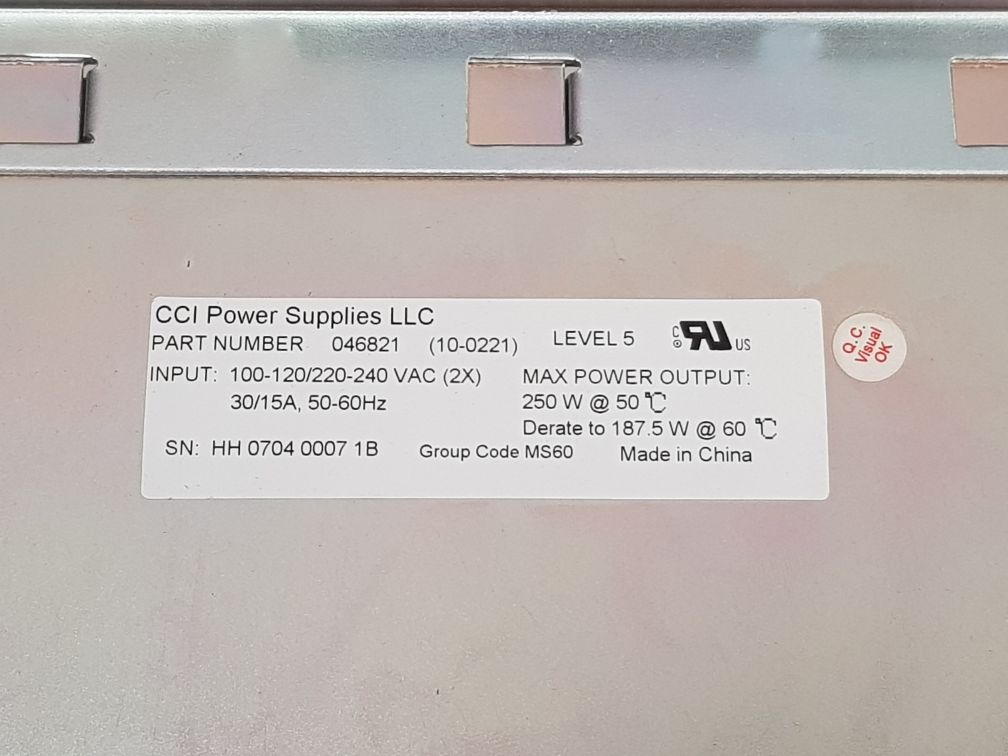 CCI Power Supplies LLC
PART NUMBER 046821 (10-0221) LEVEL 5 c RU US
INPUT: 100-120/220-240 VAC (2X) MAX POWER OUTPUT:
30/15A, 50-60Hz 250 W @ 50 ℃
Derate to 187.5 W @ 60 ℃
SN: HH 0704 0007 1B Group Code MS60 Made in China
Q.C.
Visual
OK